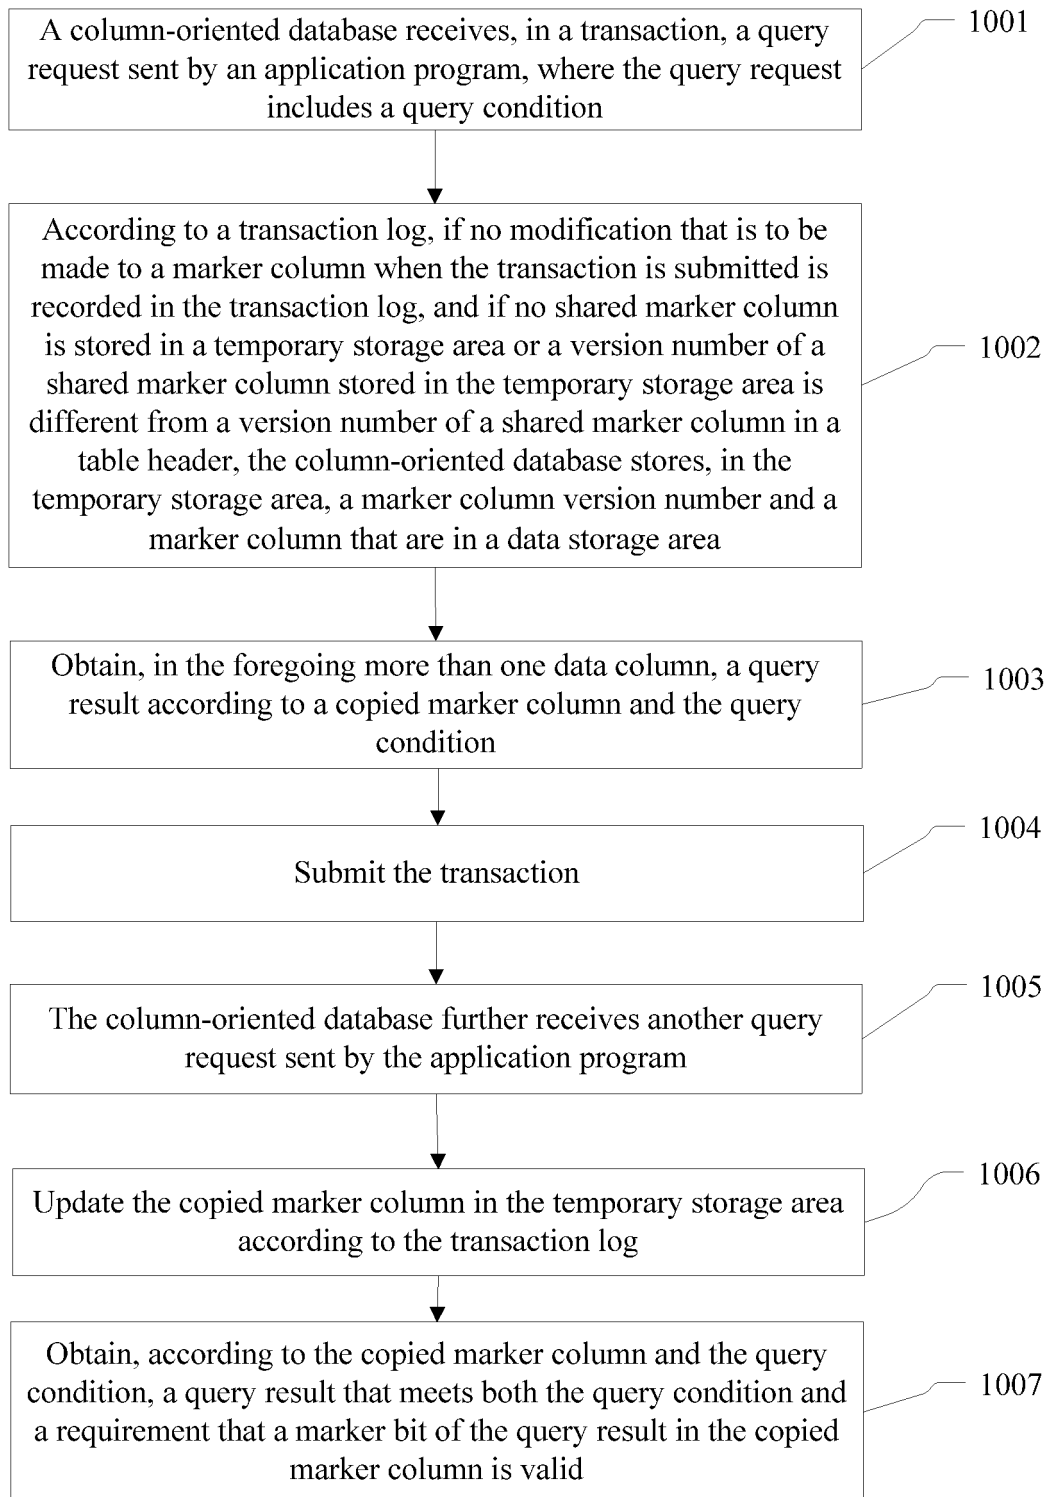 A column-oriented database receives, in a transaction, a query
request sent by an application program, where the query request
includes a query condition
1001
According to a transaction log, if no modification that is to be
made to a marker column when the transaction is submitted is
recorded in the transaction log, and if no shared marker column
is stored in a temporary storage area or a version number of a
shared marker column stored in the temporary storage area is
different from a version number of a shared marker column in a
table header, the column-oriented database stores, in the
temporary storage area, a marker column version number and a
marker column that are in a data storage area
1002
Obtain, in the foregoing more than one data column, a query
result according to a copied marker column and the query
condition
1003
Submit the transaction
1004
The column-oriented database further receives another query
request sent by the application program
1005
Update the copied marker column in the temporary storage area
according to the transaction log
1006
Obtain, according to the copied marker column and the query
condition, a query result that meets both the query condition and
a requirement that a marker bit of the query result in the copied
marker column is valid
1007